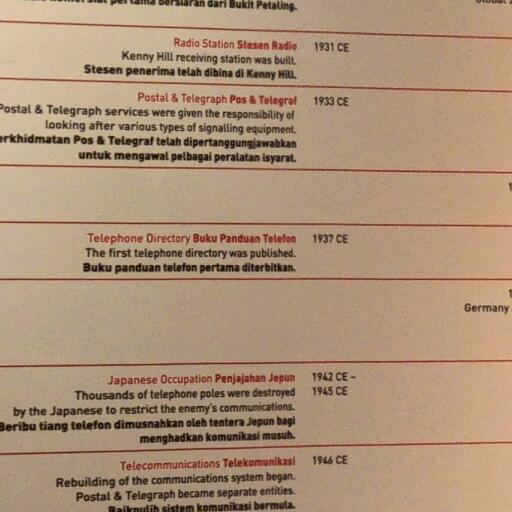 pertama bersiaran dari Bukit Petaling.
Radio Station Stesen Radio 1931 CE
Kenny Hill receiving station was built.
Stesen penerima telah dibina di Kenny Hill.
Postal & Telegraph Pos & Telegraf 1933 CE
Postal & Telegraph services were given the responsibility of
looking after various types of signalling equipment.
erkhidmatan Pos & Telegraf telah dipertanggungjawabkan
untuk mengawal pelbagai peralatan isyarat.
Telephone Directory Buku Panduan Telefon 1937 CE
The first telephone directory was published.
Buku panduan telefon pertama diterbitkan.
Germany
Japanese Occupation Penjajahan Jepun 1942 CE –
Thousands of telephone poles were destroyed 1945 CE
by the Japanese to restrict the enemy's communications.
Beribu tiang telefon dimusnahkan oleh tentera Jepun bagi
menghadkan komunikasi musuh.
Telecommunications Telekomunikasi 1946 CE
Rebuilding of the communications system began.
Postal & Telegraph became separate entities.
Baikpulih sistem komunikasi bermula.